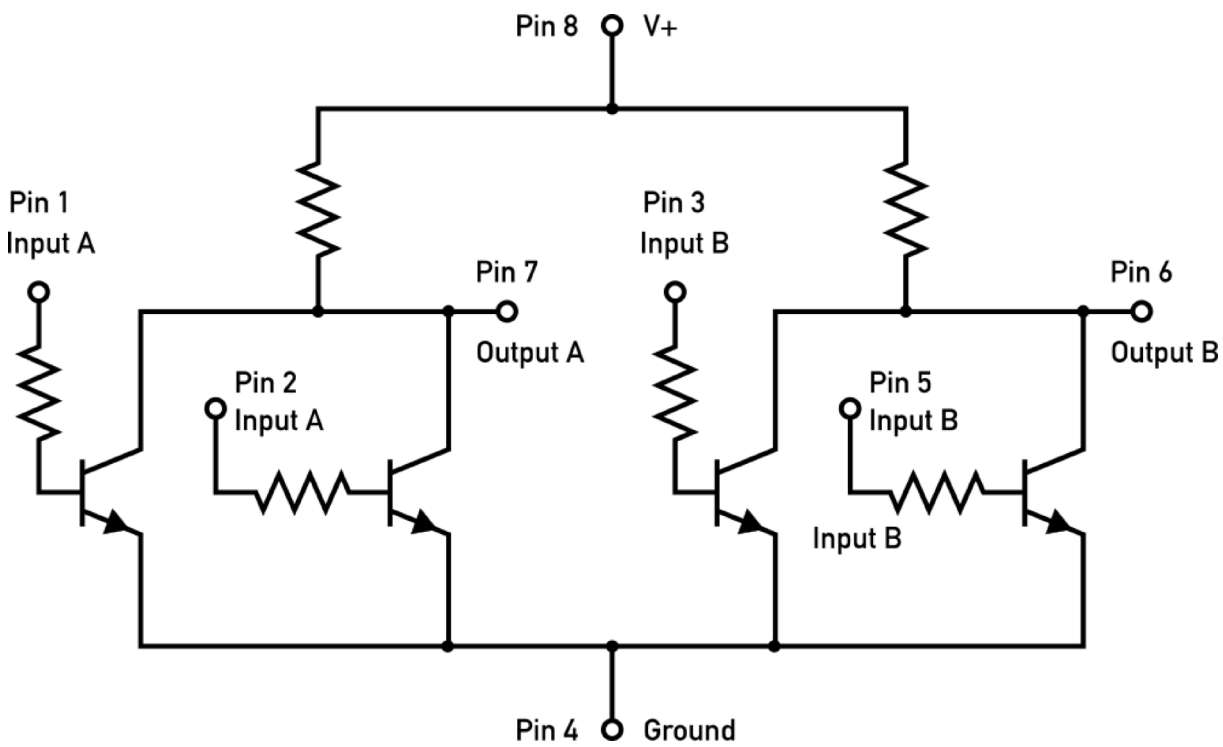 Pin 8 V+
Pin 1
Input A
Pin 3
Input B
Pin 7
Output A
Pin 6
Output B
Pin 2
Input A
Pin 5
Input B
Input B
Pin 4 Ground